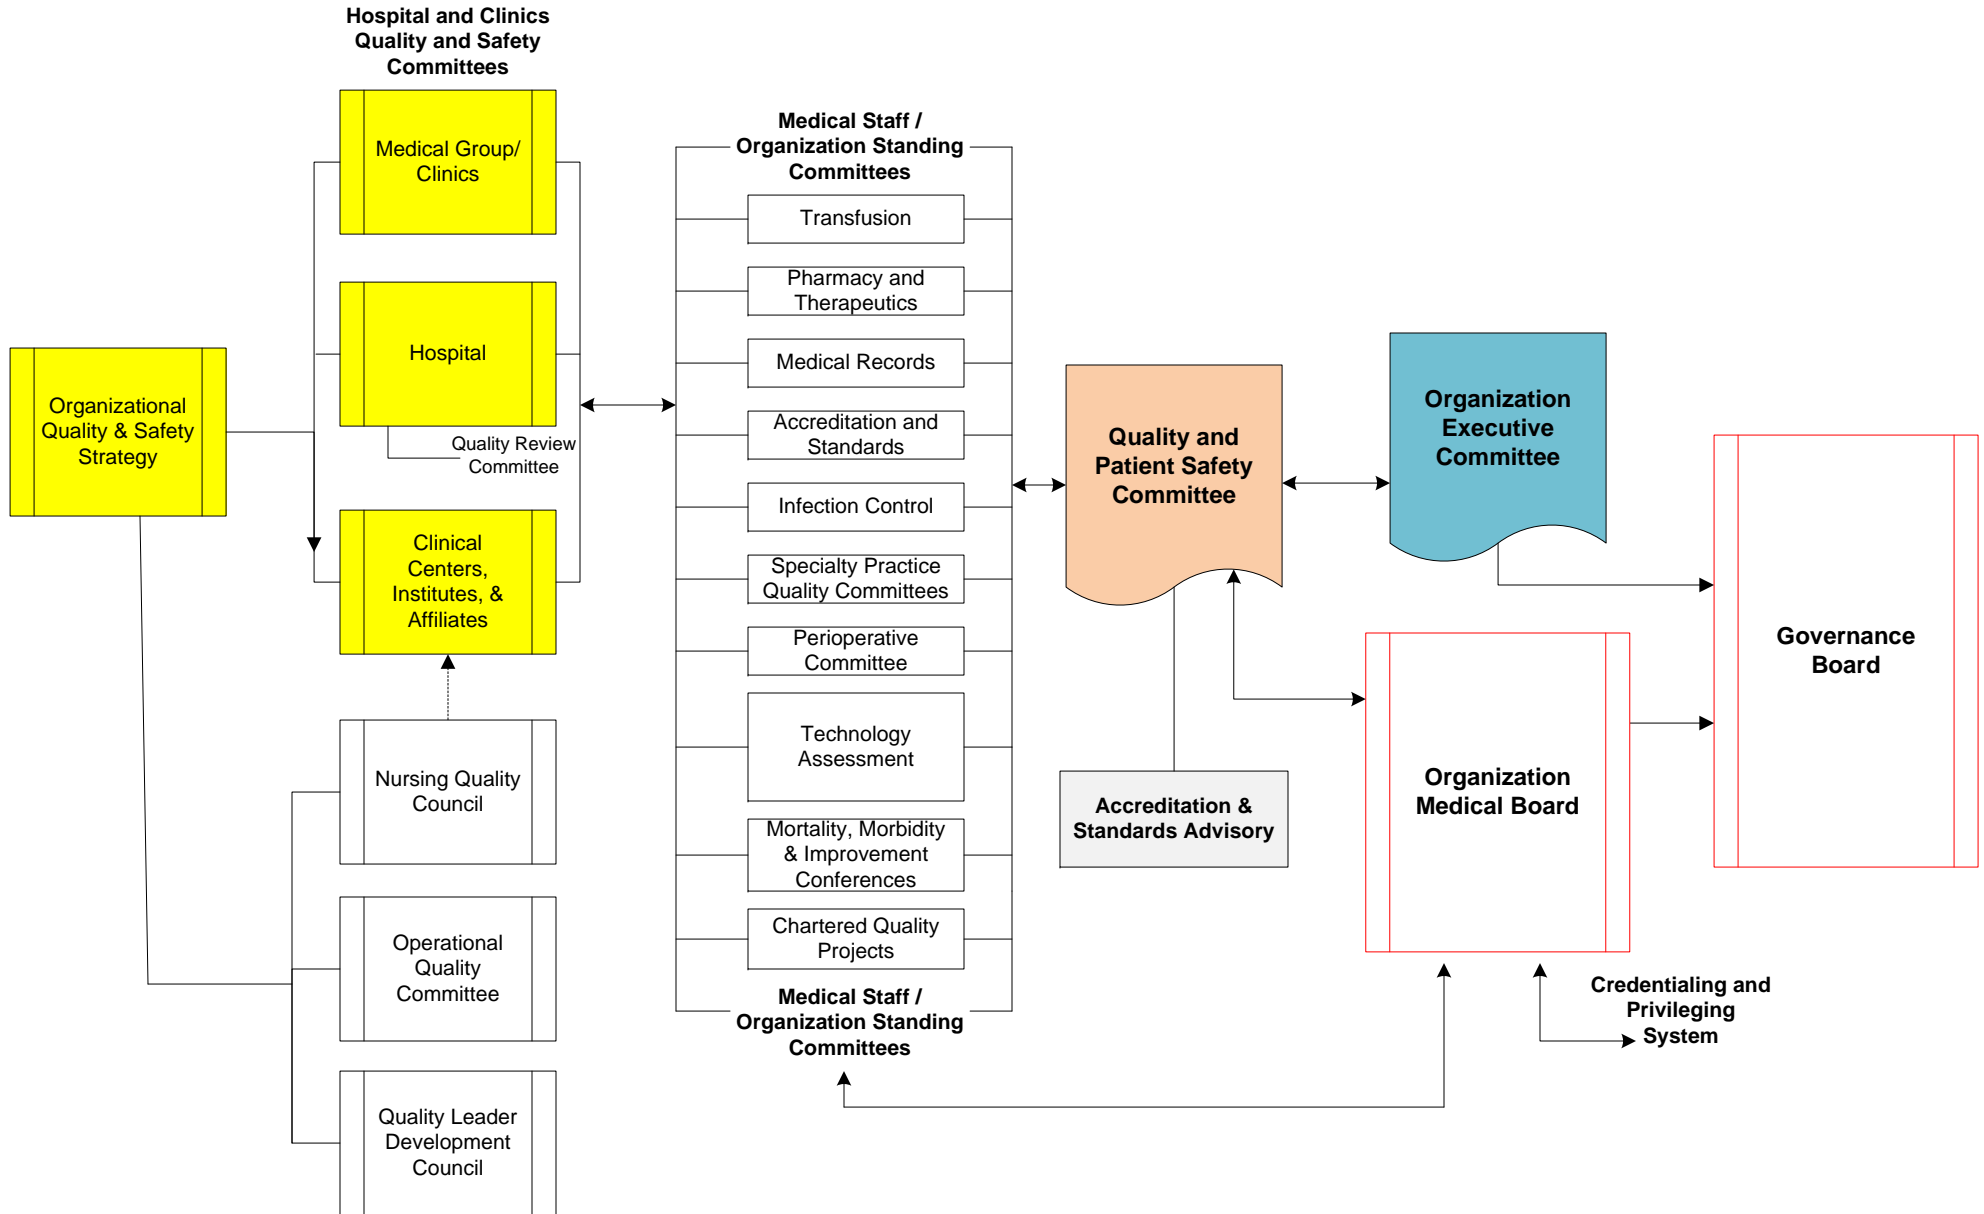 Hospital and Clinics
Quality and Safety
Committees
Medical Group/
Clinics
Hospital
Quality Review
Committee
Organizational
Quality & Safety
Strategy
Clinical
Centers,
Institutes, &
Affiliates
Nursing Quality
Council
Operational
Quality
Committee
Quality Leader
Development
Council
Medical Staff /
Organization Standing
Committees
Transfusion
Pharmacy and
Therapeutics
Medical Records
Accreditation and
Standards
Infection Control
Specialty Practice
Quality Committees
Perioperative
Committee
Technology
Assessment
Mortality, Morbidity
& Improvement
Conferences
Chartered Quality
Projects
Medical Staff /
Organization Standing
Committees
Quality and
Patient Safety
Committee
Accreditation &
Standards Advisory
Organization
Executive
Committee
Organization
Medical Board
Credentialing and
Privileging
System
Governance
Board